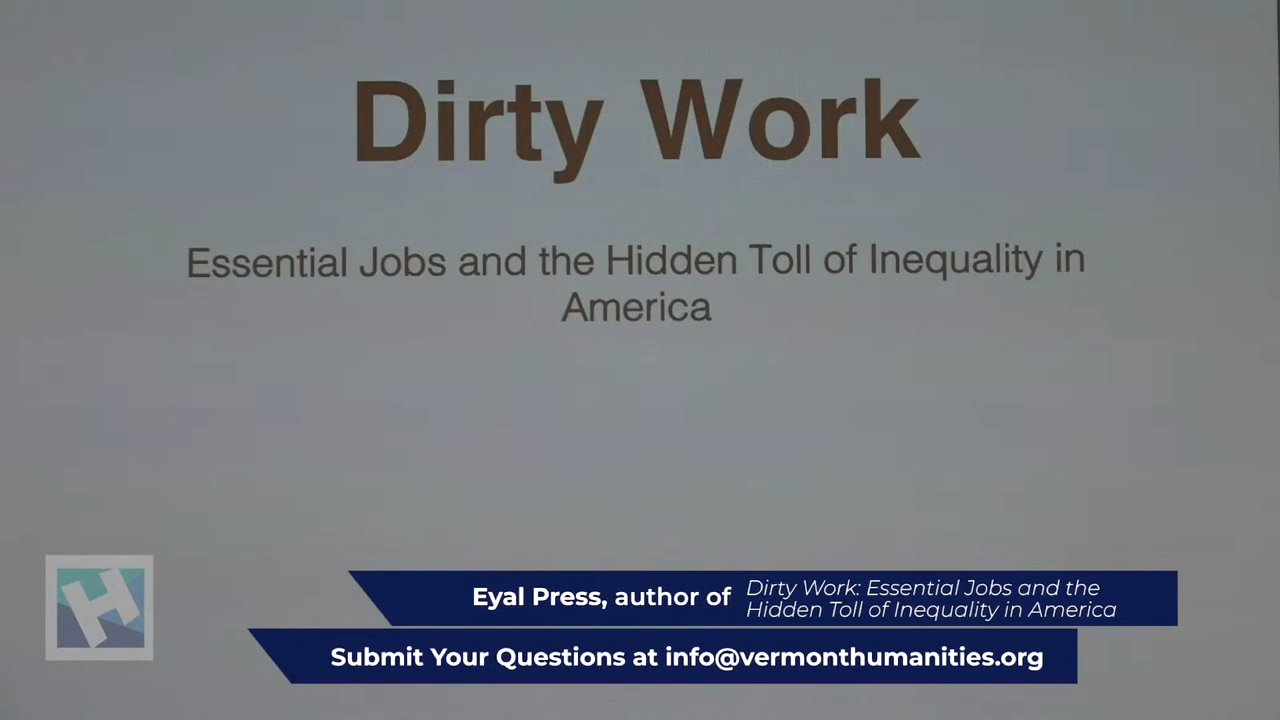 Dirty Work
Essential Jobs and the Hidden Toll of Inequality in
America
H
Eyal Press, author of Dirty Work: Essential Jobs and the
Hidden Toll of Inequality in America
Submit Your Questions at info@vermonthumanities.org